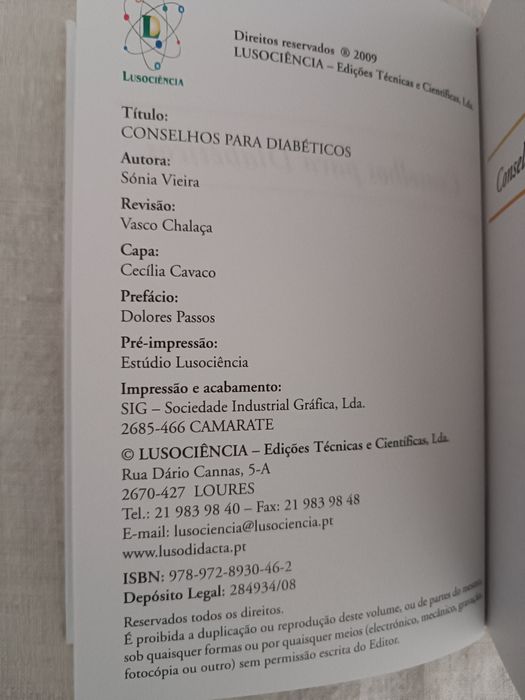 L
LUSOCIÊNCIA
Direitos reservados ® 2009
LUSOCIÊNCIA – Edições Técnicas e Científicas, Lda.
Título:
CONSELHOS PARA DIABÉTICOS
Autora:
Sónia Vieira
Revisão:
Vasco Chalaça
Capa:
Cecília Cavaco
Prefácio:
Dolores Passos
Pré-impressão:
Estúdio Lusociência
Impressão e acabamento:
SIG – Sociedade Industrial Gráfica, Lda.
2685-466 CAMARATE
© LUSOCIÊNCIA – Edições Técnicas e Científicas, Lda.
Rua Dário Cannas, 5-A
2670-427 LOURES
Tel.: 21 983 98 40 – Fax: 21 983 98 48
E-mail: lusociencia@lusociencia.pt
www.lusodidacta.pt
ISBN: 978-972-8930-46-2
Depósito Legal: 284934/08
Reservados todos os direitos.
É proibida a duplicação ou reprodução deste volume, ou de partes do mesmo,
sob quaisquer formas ou por quaisquer meios (electrónico, mecânico, gravação,
fotocópia ou outro) sem permissão escrita do Editor.
Consel